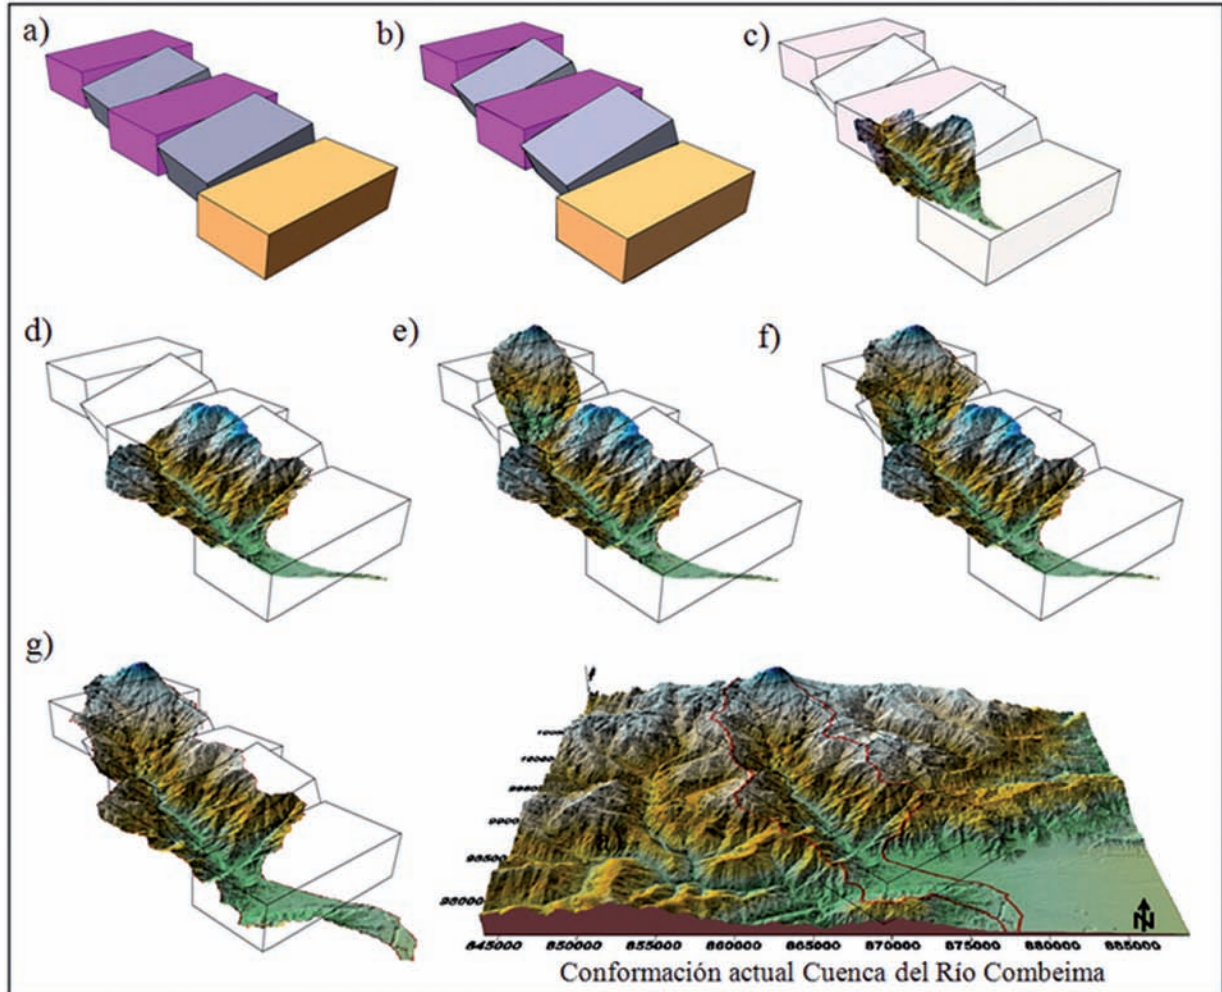 a)
b)
c)
d)
e)
f)
g)
845000 850000 855000 860000 865000 870000 875000 880000 885000
N
Conformación actual Cuenca del Río Combeima